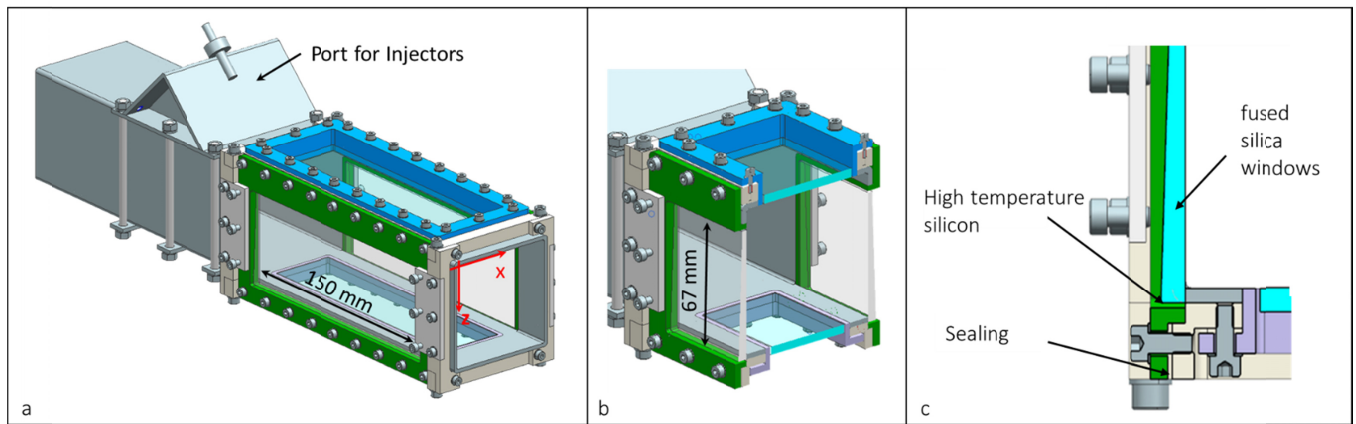 Port for Injectors
150 mm
x
z
a
67 mm
b
fused
silica
windows
High temperature
silicon
Sealing
c